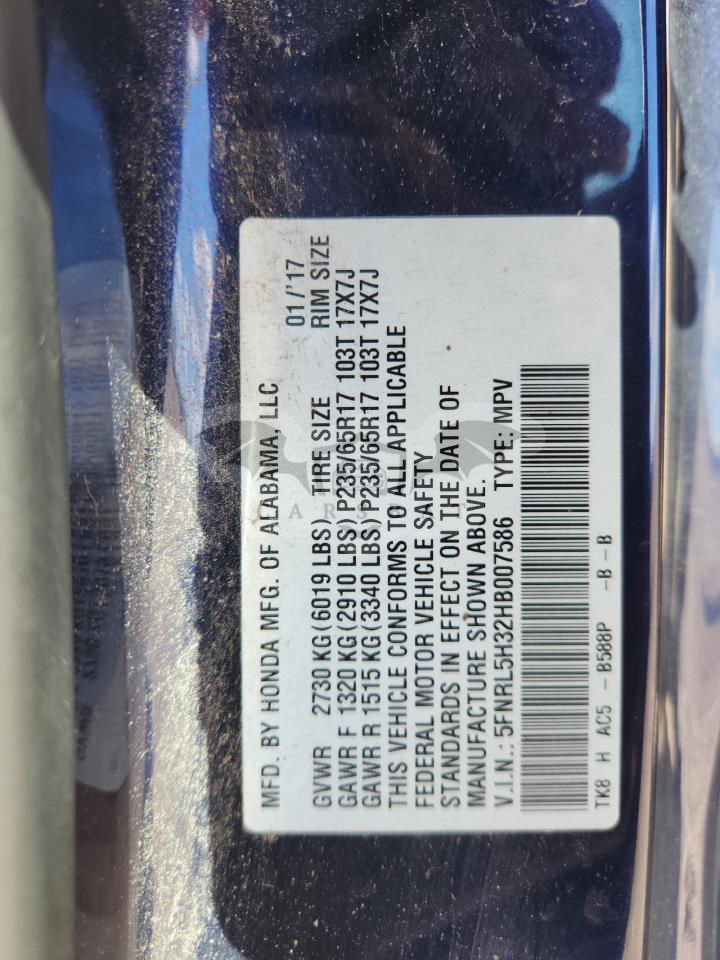 MFD. BY HONDA MFG. OF ALABAMA, LLC 01/'17
GVWR 2730 KG (6019 LBS) TIRE SIZE RIM SIZE
GAWR F 1320 KG (2910 LBS) P235/65R17 103T 17X7J
GAWR R 1515 KG (3340 LBS) P235/65R17 103T 17X7J
THIS VEHICLE CONFORMS TO ALL APPLICABLE
FEDERAL MOTOR VEHICLE SAFETY
STANDARDS IN EFFECT ON THE DATE OF
MANUFACTURE SHOWN ABOVE.
V.I.N.: 5FNRL5H32HB007586 TYPE: MPV
TK8 H AC5 - B588P -B - B